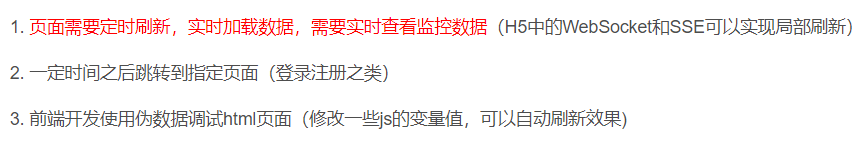 1. 页面需要定时刷新，实时加载数据，需要实时查看监控数据（H5中的WebSocket和SSE可以实现局部刷新）
2. 一定时间之后跳转到指定页面（登录注册之类）
3. 前端开发使用伪数据调试html页面（修改一些js的变量值，可以自动刷新效果)